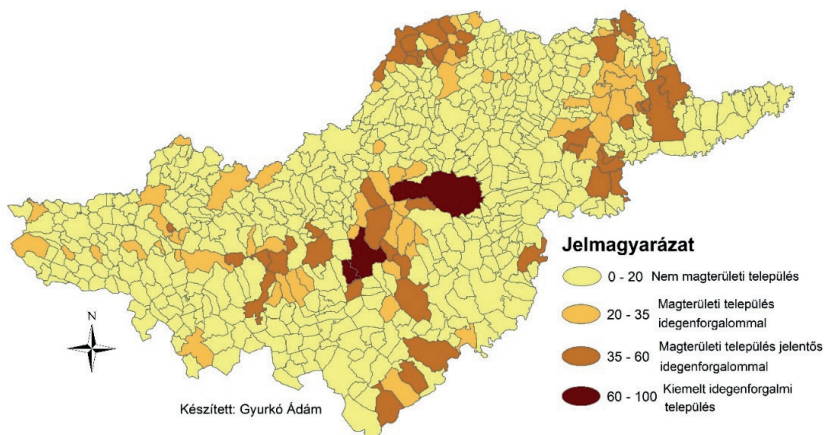 Jelmagyarázat
0 - 20 Nem magterületi település
20 - 35 Magterületi település
idegenforgalommal
35 - 60 Magterületi település jelentős
idegenforgalommal
60 - 100 Kiemelt idegenforgalmi
település
N
Készített: Gyurkó Ádám